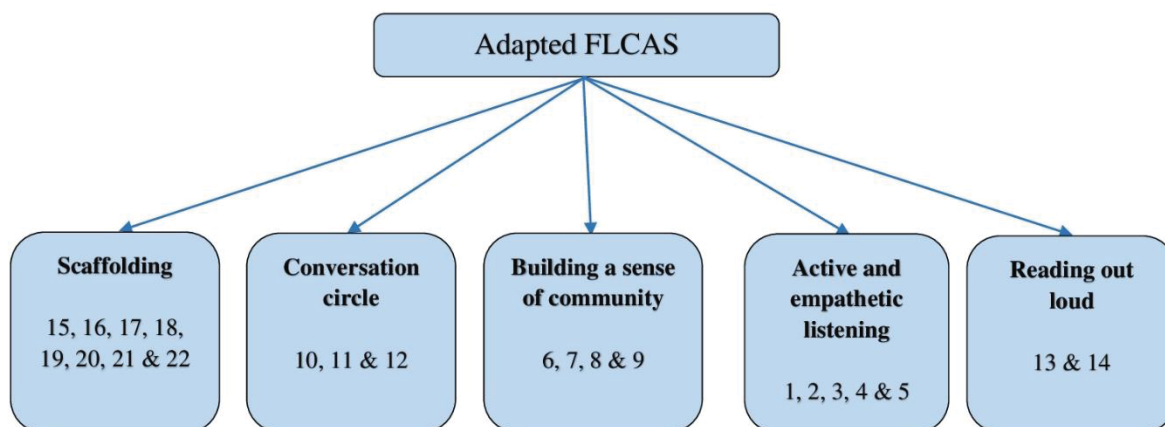 Adapted FLCAS
Scaffolding
15, 16, 17, 18,
19, 20, 21 & 22
Conversation
circle
10, 11 & 12
Building a sense
of community
6, 7, 8 & 9
Active and
empathetic
listening
1, 2, 3, 4 & 5
Reading out
loud
13 & 14